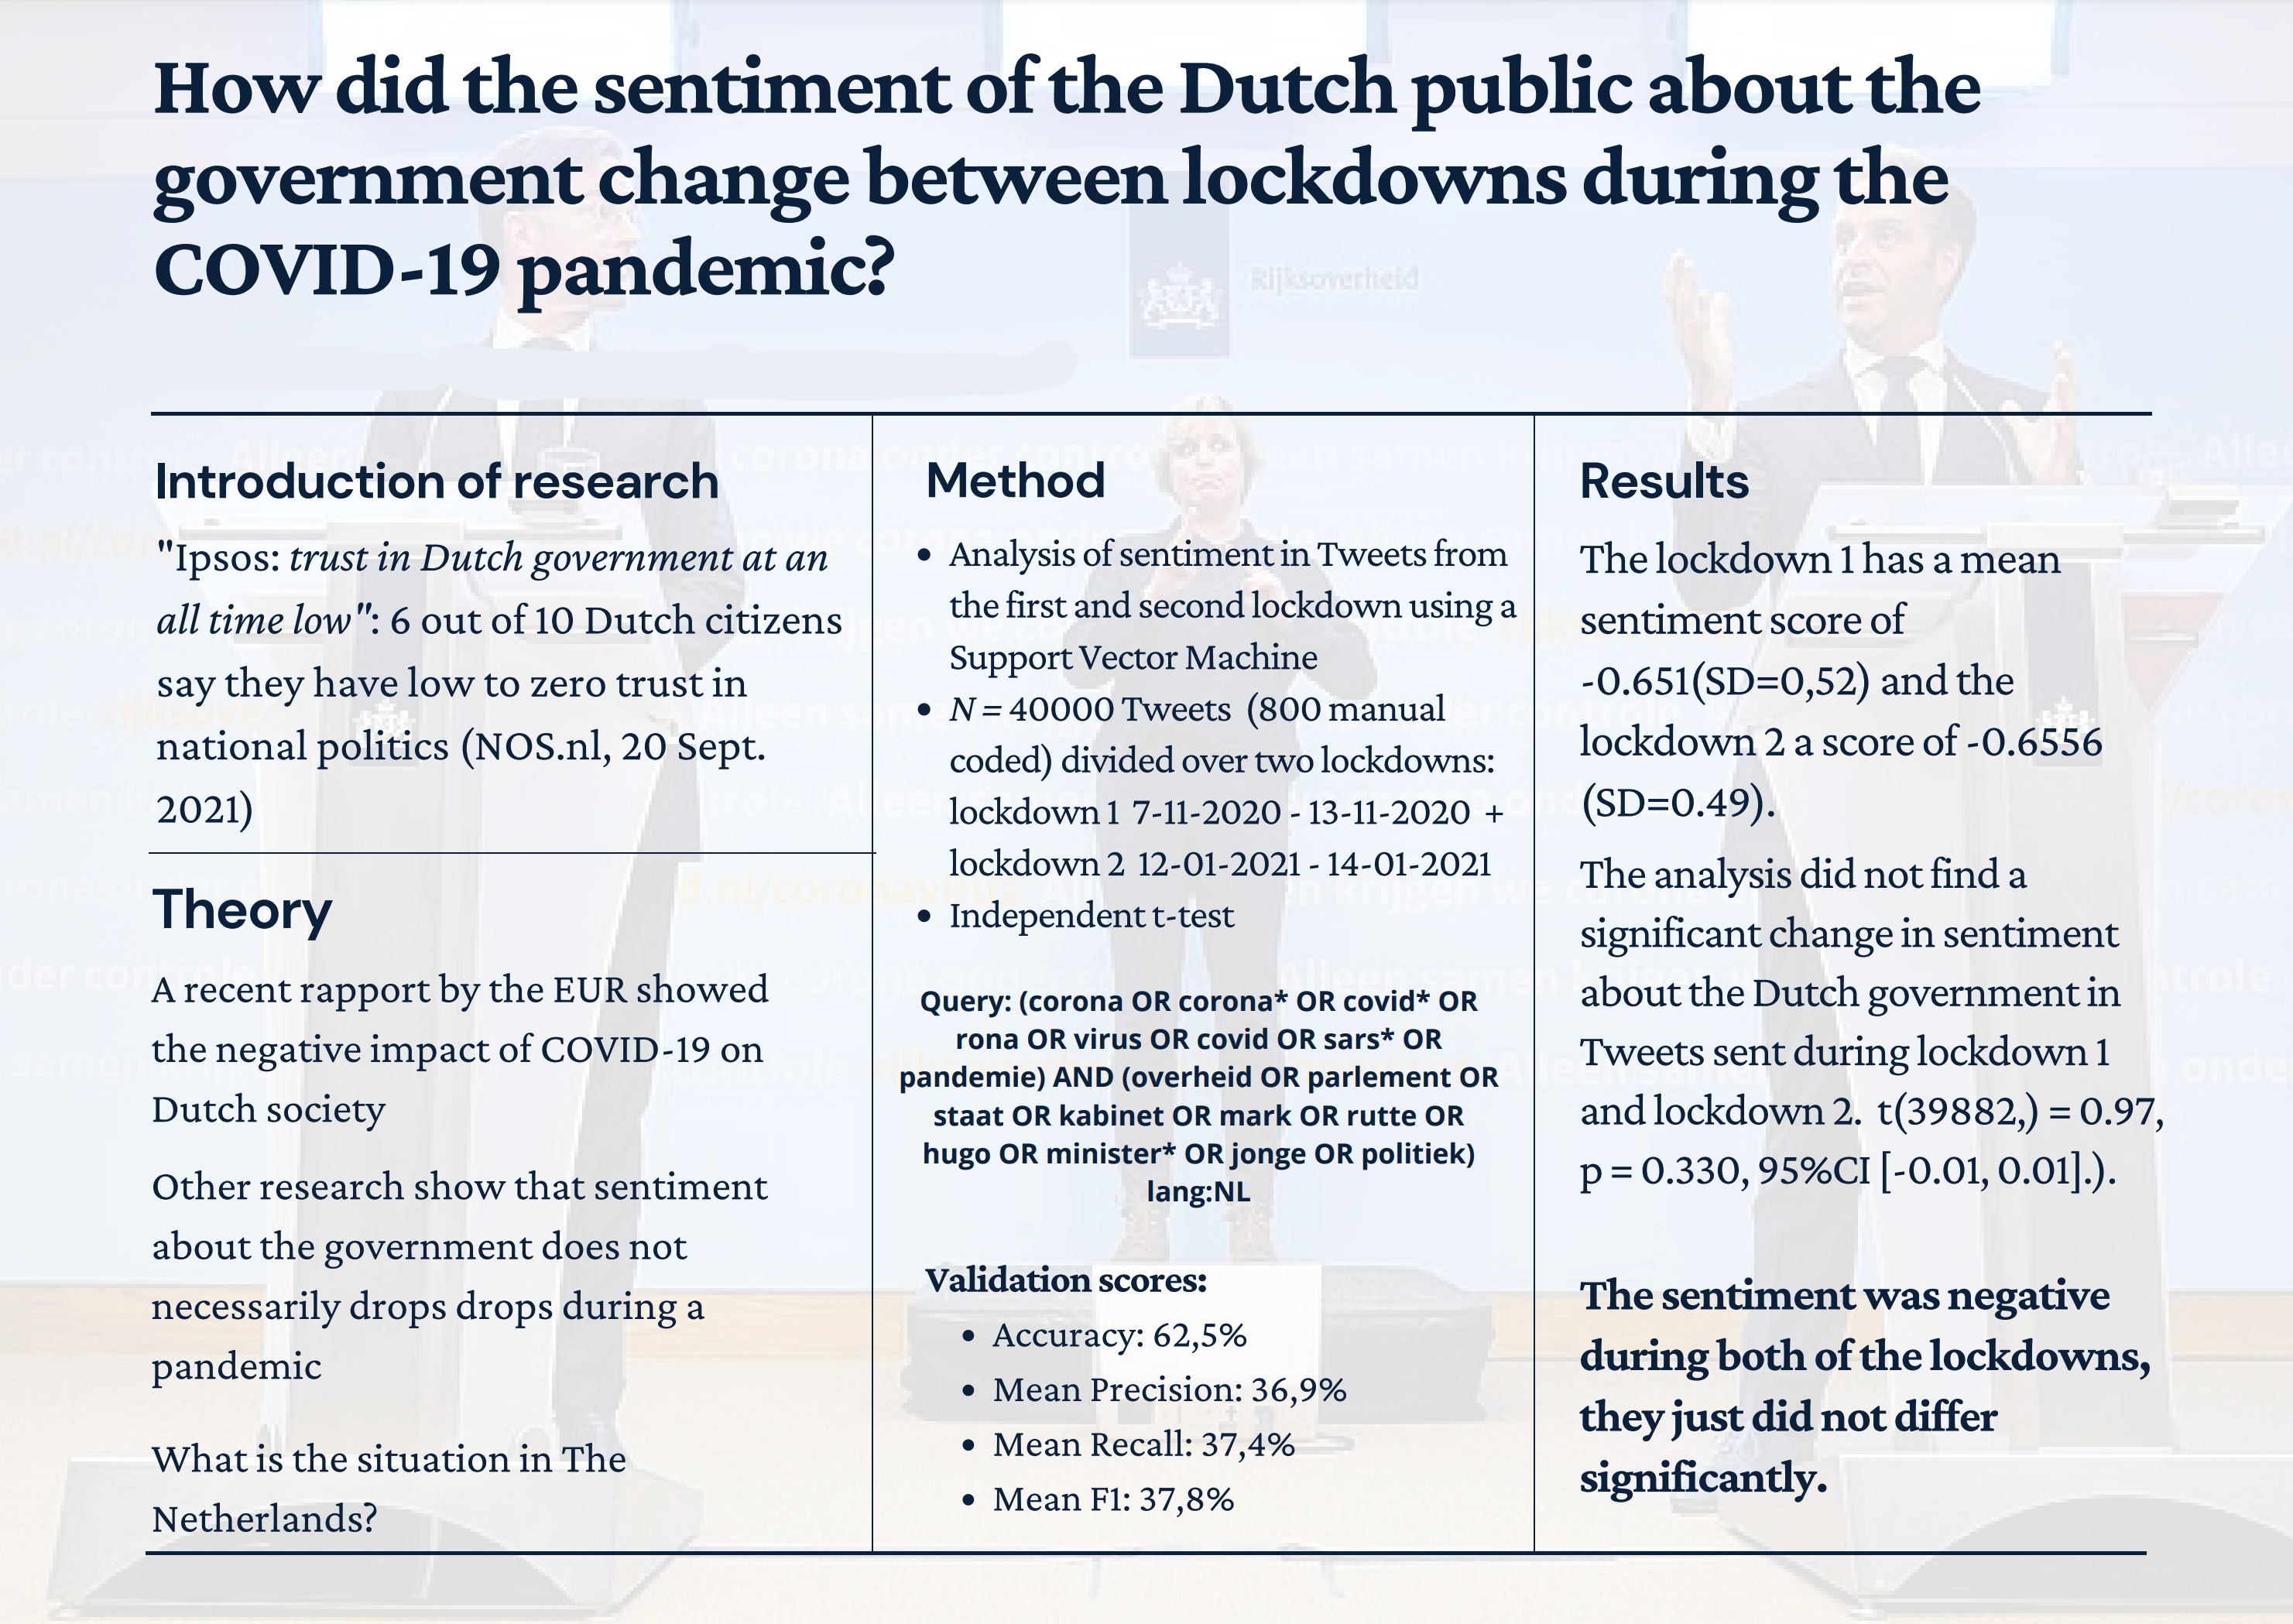 How did the sentiment of the Dutch public about the
government change between lockdowns during the
COVID-19 pandemic?
Rijksoverheid
Introduction of research
"Ipsos: trust in Dutch government at an
all time low": 6 out of 10 Dutch citizens
say they have low to zero trust in
national politics (NOS.nl, 20 Sept.
2021)
Theory
A recent rapport by the EUR showed
the negative impact of COVID-19 on
Dutch society
Other research show that sentiment
about the government does not
necessarily drops drops during a
pandemic
What is the situation in The
Netherlands?
Method
• Analysis of sentiment in Tweets from
the first and second lockdown using a
Support Vector Machine
• N = 40000 Tweets (800 manual
coded) divided over two lockdowns:
lockdown 1 7-11-2020 - 13-11-2020 +
lockdown 2 12-01-2021 - 14-01-2021
• Independent t-test
Query: (corona OR corona* OR covid* OR
rona OR virus OR covid OR sars* OR
pandemie) AND (overheid OR parlement OR
staat OR kabinet OR mark OR rutte OR
hugo OR minister* OR jonge OR politiek)
lang:NL
Validation scores:
• Accuracy: 62,5%
• Mean Precision: 36,9%
• Mean Recall: 37,4%
• Mean F1: 37,8%
Results
The lockdown 1 has a mean
sentiment score of
-0.651(SD=0,52) and the
lockdown 2 a score of -0.6556
(SD=0.49).
The analysis did not find a
significant change in sentiment
about the Dutch government in
Tweets sent during lockdown 1
and lockdown 2. t(39882,) = 0.97,
p = 0.330, 95%CI [-0.01, 0.01].).
The sentiment was negative
during both of the lockdowns,
they just did not differ
significantly.